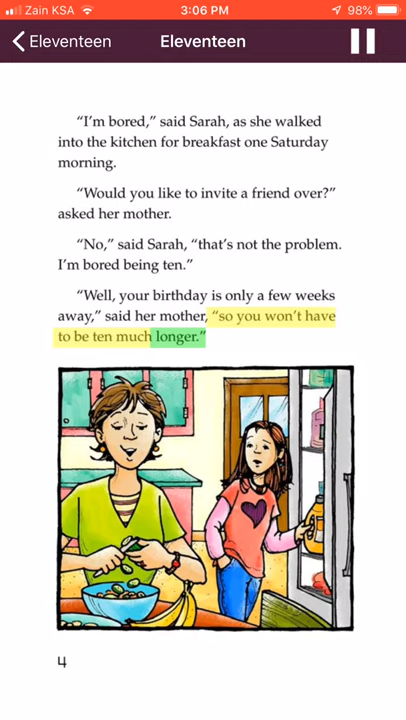 Zain KSA 3:06 PM 98%
Eleventeen Eleventeen
“I’m bored,” said Sarah, as she walked
into the kitchen for breakfast one Saturday
morning.
“Would you like to invite a friend over?”
asked her mother.
“No,” said Sarah, “that’s not the problem.
I’m bored being ten.”
“Well, your birthday is only a few weeks
away,” said her mother, “so you won’t have
to be ten much longer.”
4